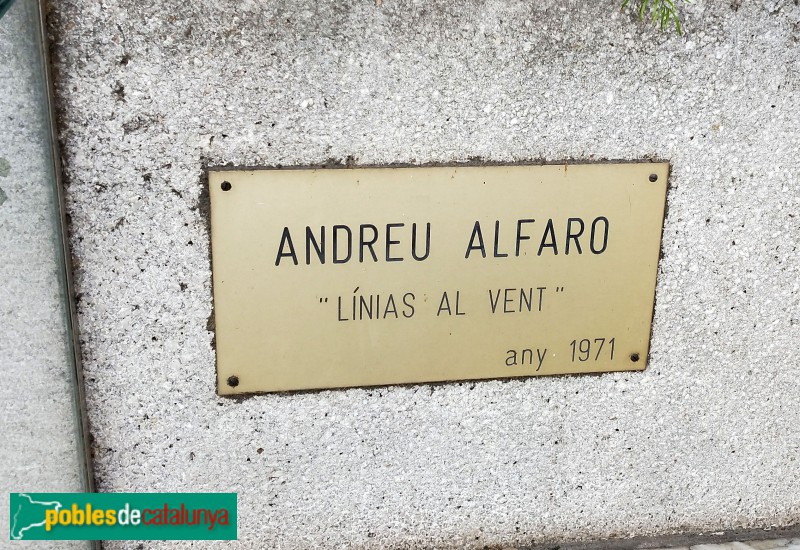 ANDREU ALFARO
"LÍNIAS AL VENT"
any 1971
poblesdecatalunya